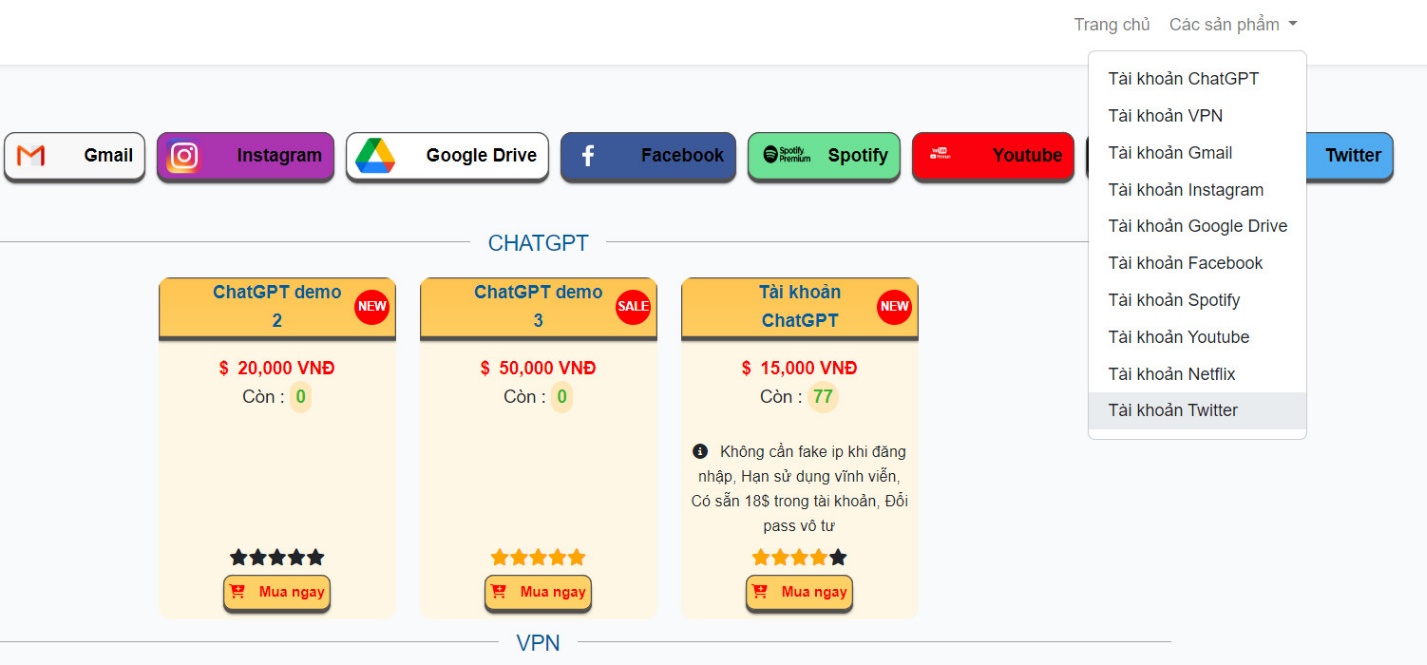 Trang chủ Các sản phẩm
Tài khoản ChatGPT
Tài khoản VPN
Tài khoản Gmail
Tài khoản Instagram
Tài khoản Google Drive
Tài khoản Facebook
Tài khoản Spotify
Tài khoản Youtube
Tài khoản Netflix
Tài khoản Twitter
Gmail Instagram Google Drive Facebook Spotify Premium Spotify Youtube Twitter
CHATGPT
ChatGPT demo
2
NEW
$ 20,000 VNĐ
Còn : 0
Mua ngay
ChatGPT demo
3
SALE
$ 50,000 VNĐ
Còn : 0
Mua ngay
Tài khoản
ChatGPT
NEW
$ 15,000 VNĐ
Còn : 77
Không cần fake ip khi đăng
nhập, Hạn sử dụng vĩnh viễn,
Có sẵn 18$ trong tài khoản, Đổi
pass vô tư
Mua ngay
VPN